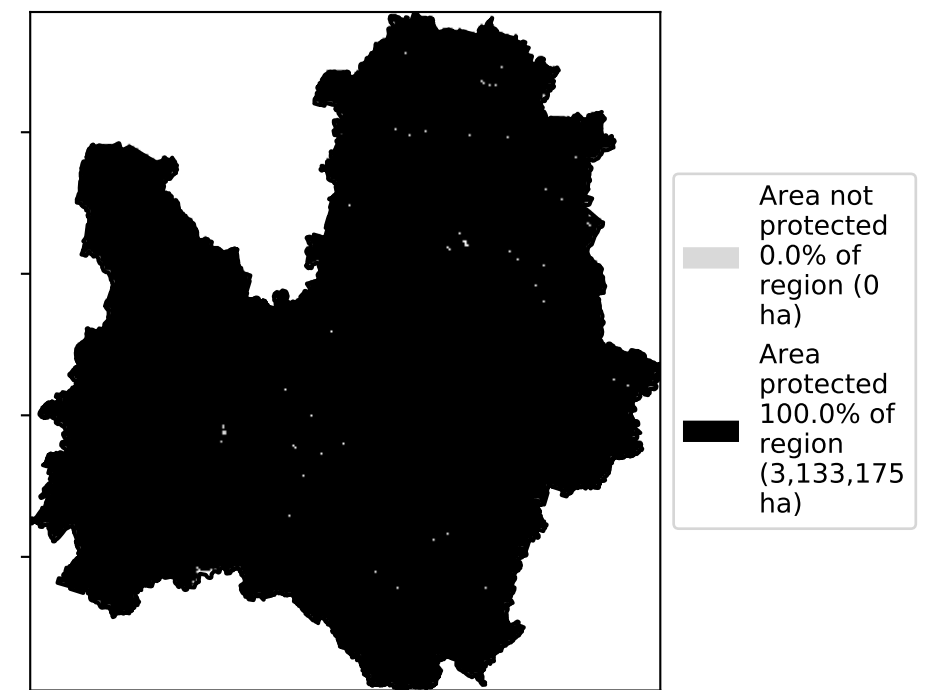 Area not
protected
0.0% of
region (0
ha)
Area
protected
100.0% of
region
(3,133,175
ha)